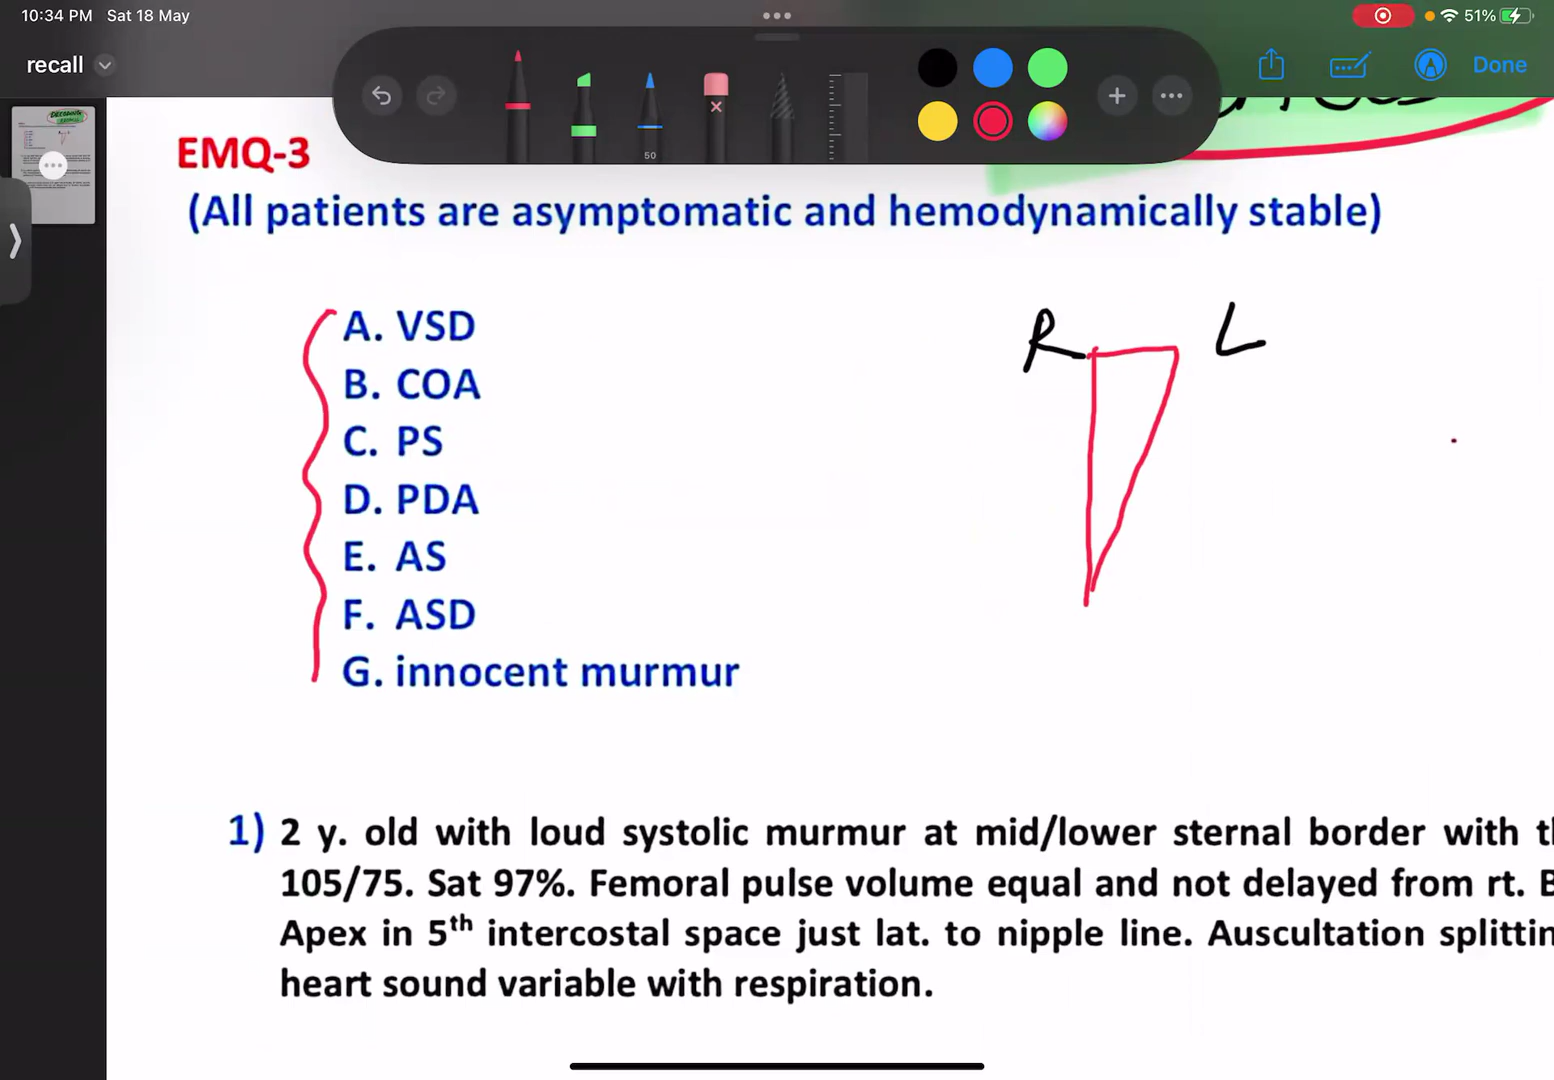 10:34 PM Sat 18 May
51%
recall
Done
50
EMQ-3
(All patients are asymptomatic and hemodynamically stable)
R L
A. VSD
B. COA
C. PS
D. PDA
E. AS
F. ASD
G. innocent murmur
1) 2 y. old with loud systolic murmur at mid/lower sternal border with
105/75. Sat 97%. Femoral pulse volume equal and not delayed from rt.
Apex in 5th intercostal space just lat. to nipple line. Auscultation
heart sound variable with respiration.